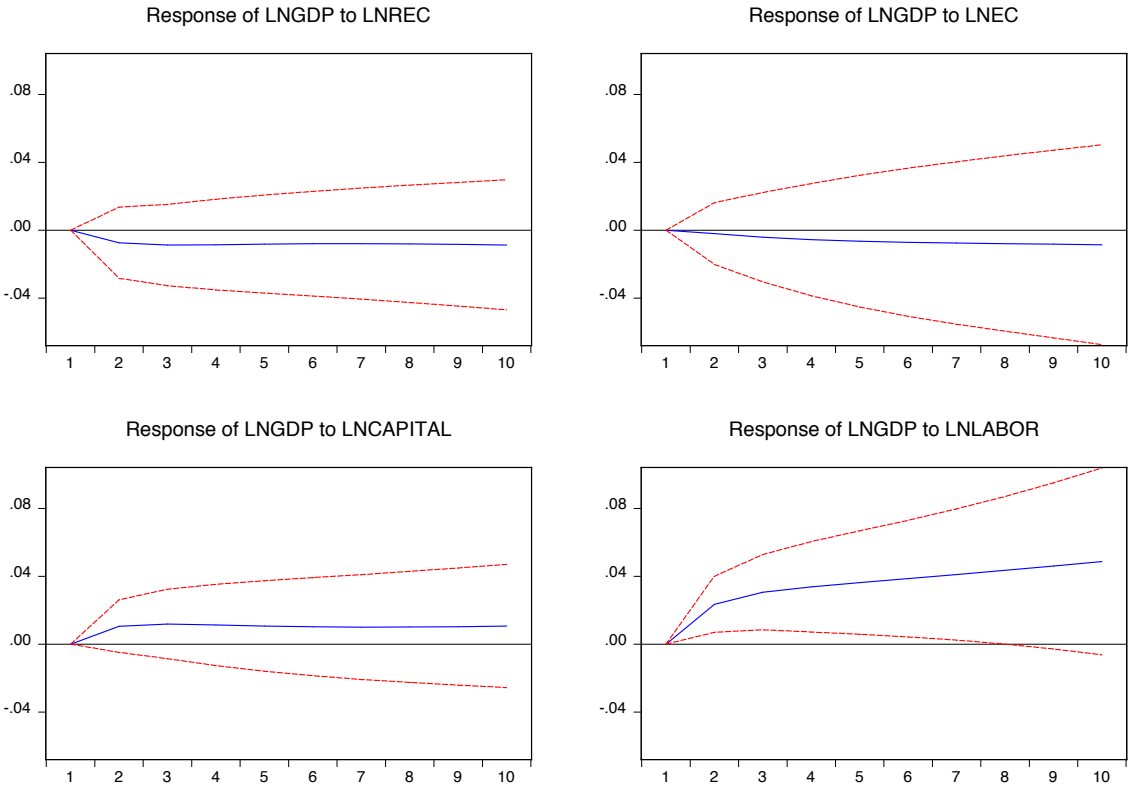 Response of LNGDP to LNREC
.08
.04
.00
-.04
1 2 3 4 5 6 7 8 9 10
Response of LNGDP to LNEC
.08
.04
.00
-.04
1 2 3 4 5 6 7 8 9 10
Response of LNGDP to LNCAPITAL
.08
.04
.00
-.04
1 2 3 4 5 6 7 8 9 10
Response of LNGDP to LNLABOR
.08
.04
.00
-.04
1 2 3 4 5 6 7 8 9 10